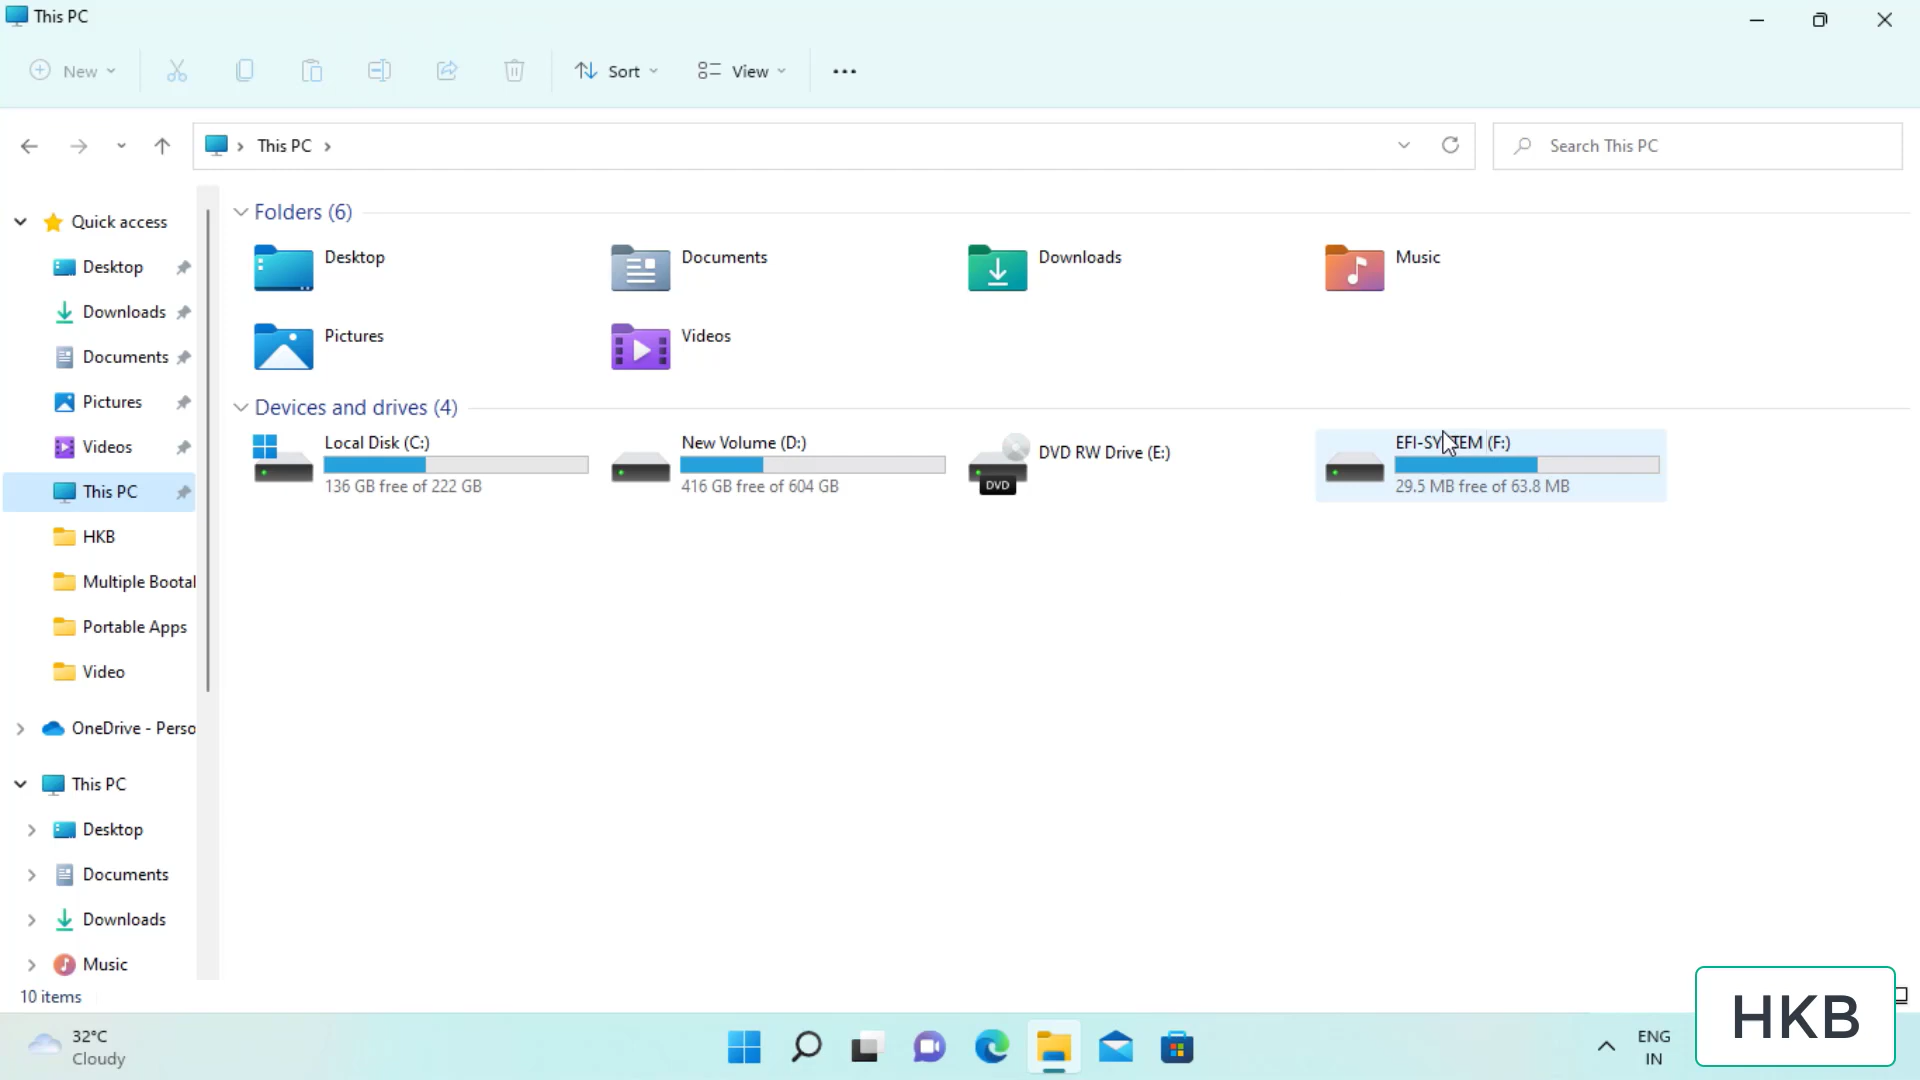 This PC
New
Sort
View
This PC
Search This PC
Quick access
Desktop
Downloads
Documents
Pictures
Videos
This PC
HKB
Multiple Bootal
Portable Apps
Video
OneDrive - Perso
This PC
Desktop
Documents
Downloads
Music
Folders (6)
Desktop
Documents
Downloads
Music
Pictures
Videos
Devices and drives (4)
Local Disk (C:)
136 GB free of 222 GB
New Volume (D:)
416 GB free of 604 GB
DVD RW Drive (E:)
DVD
EFI-SYSTEM (F:)
29.5 MB free of 63.8 MB
10 items
32°C
Cloudy
ENG
IN
HKB